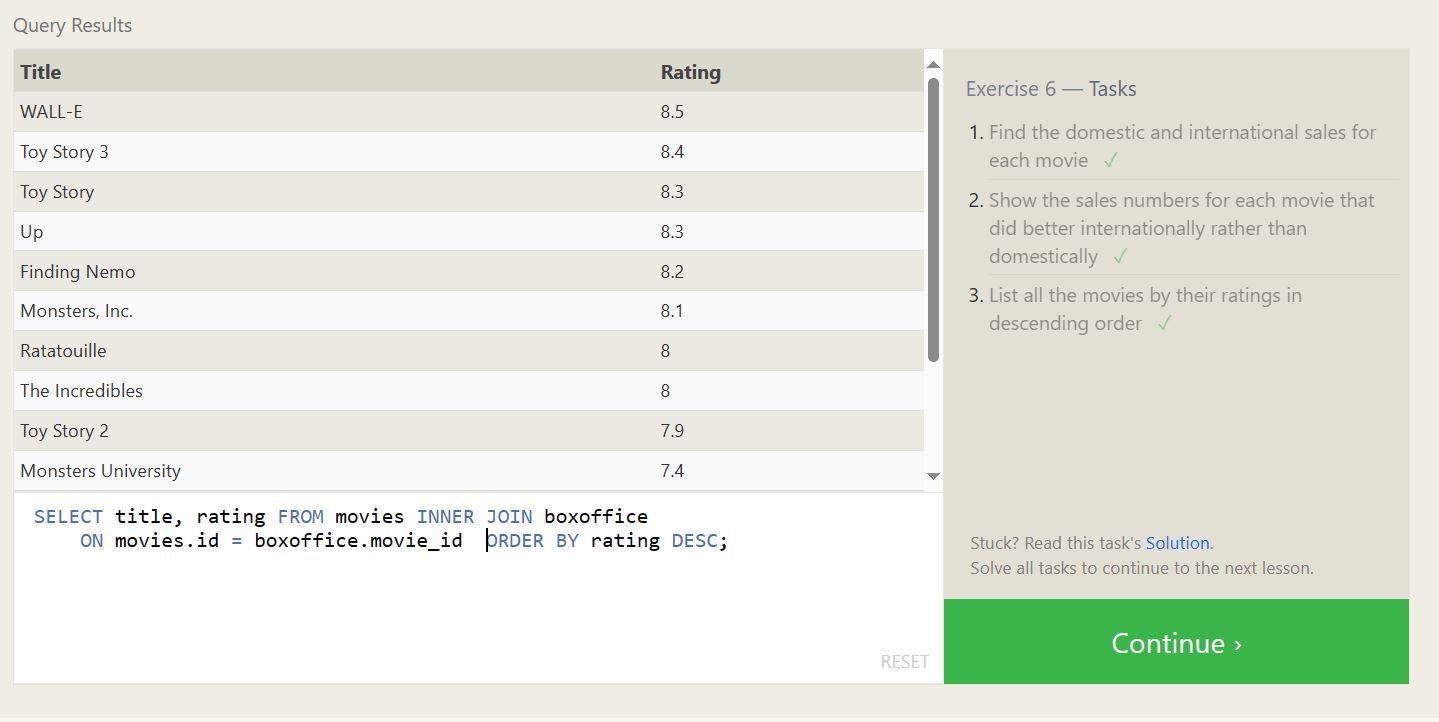 Query Results
Title Rating
WALL-E 8.5
Toy Story 3 8.4
Toy Story 8.3
Up 8.3
Finding Nemo 8.2
Monsters, Inc. 8.1
Ratatouille 8
The Incredibles 8
Toy Story 2 7.9
Monsters University 7.4
SELECT title, rating FROM movies INNER JOIN boxoffice
ON movies.id = boxoffice.movie_id  ORDER BY rating DESC;
RESET
Exercise 6 — Tasks
1. Find the domestic and international sales for
each movie ✓
2. Show the sales numbers for each movie that
did better internationally rather than
domestically ✓
3. List all the movies by their ratings in
descending order ✓
Stuck? Read this task's Solution.
Solve all tasks to continue to the next lesson.
Continue ›